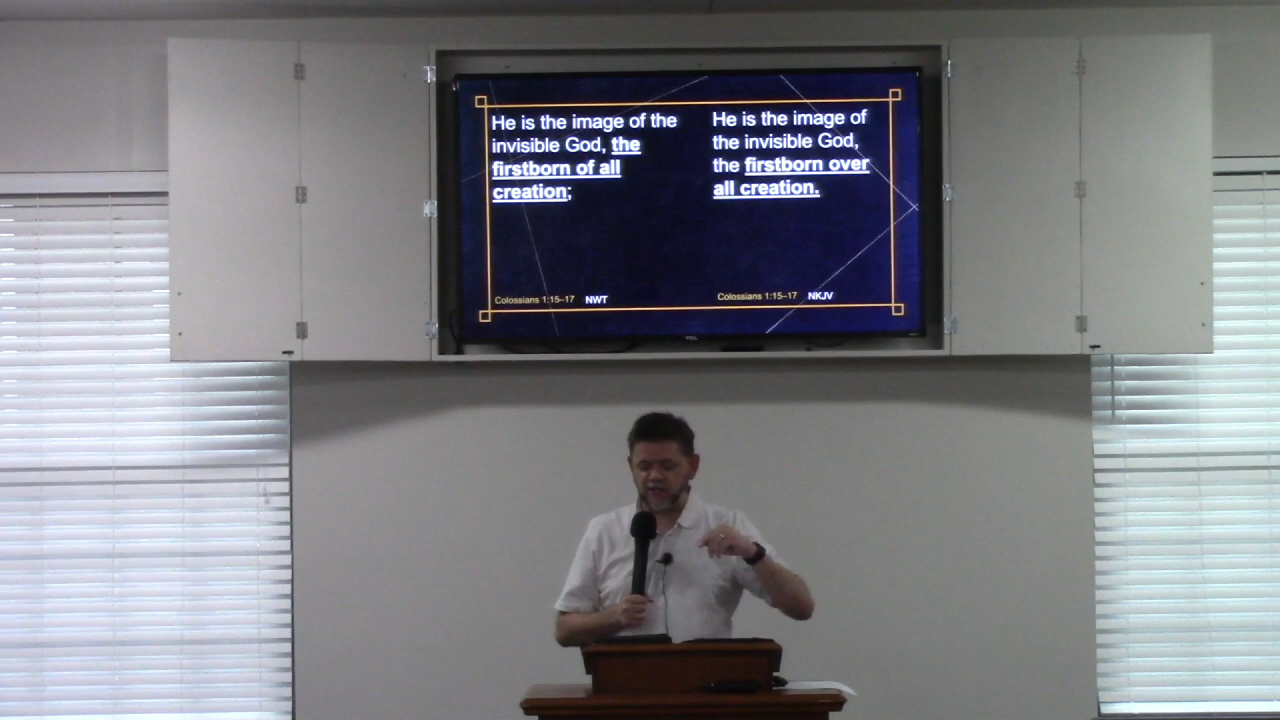 He is the image of the
invisible God, the
firstborn of all
creation;
Colossians 1:15–17 NWT
He is the image of
the invisible God,
the firstborn over
all creation.
Colossians 1:15–17 NKJV
TCL